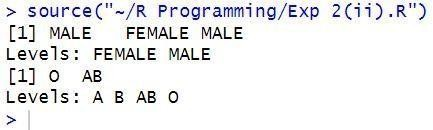 > source("~/R Programming/Exp 2(ii).R")
[1] MALE   FEMALE MALE
Levels: FEMALE MALE
[1] O  AB
Levels: A B AB O
>